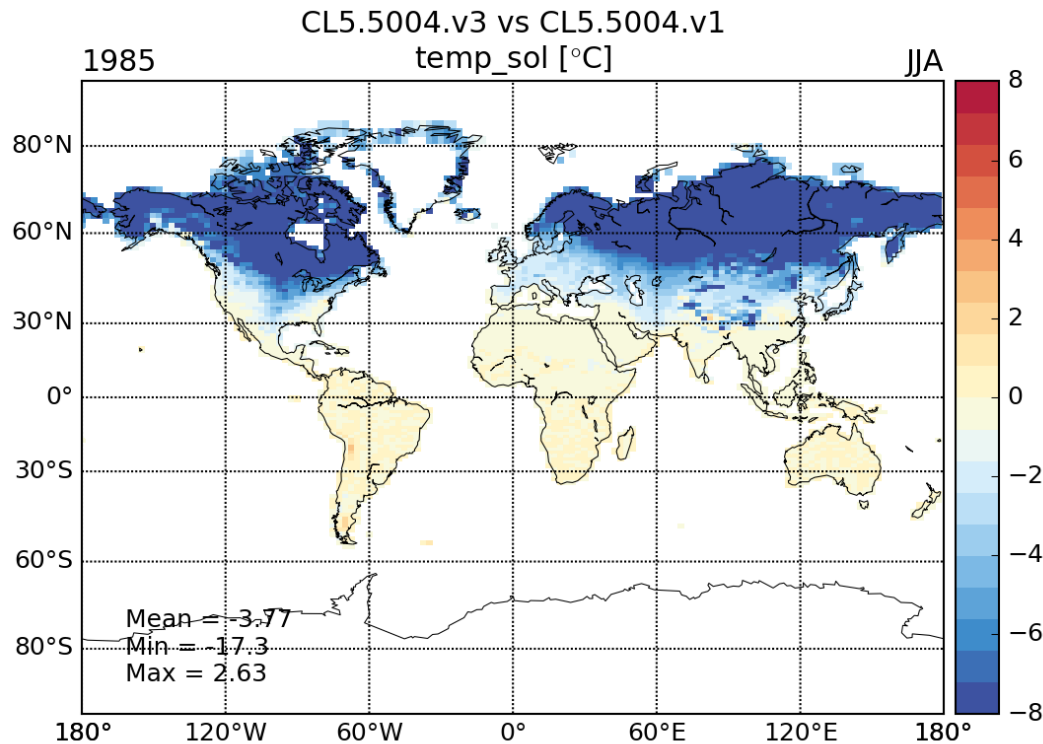 CL5.5004.v3 vs CL5.5004.v1
1985 temp_sol [°C] JJA
8
80°N
6
60°N
4
30°N
2
0°
0
30°S
−2
60°S
−4
Mean = -3.77
Min = -17.3
80°S
−6
Max = 2.63
−8
180° 120°W 60°W 0° 60°E 120°E 180°